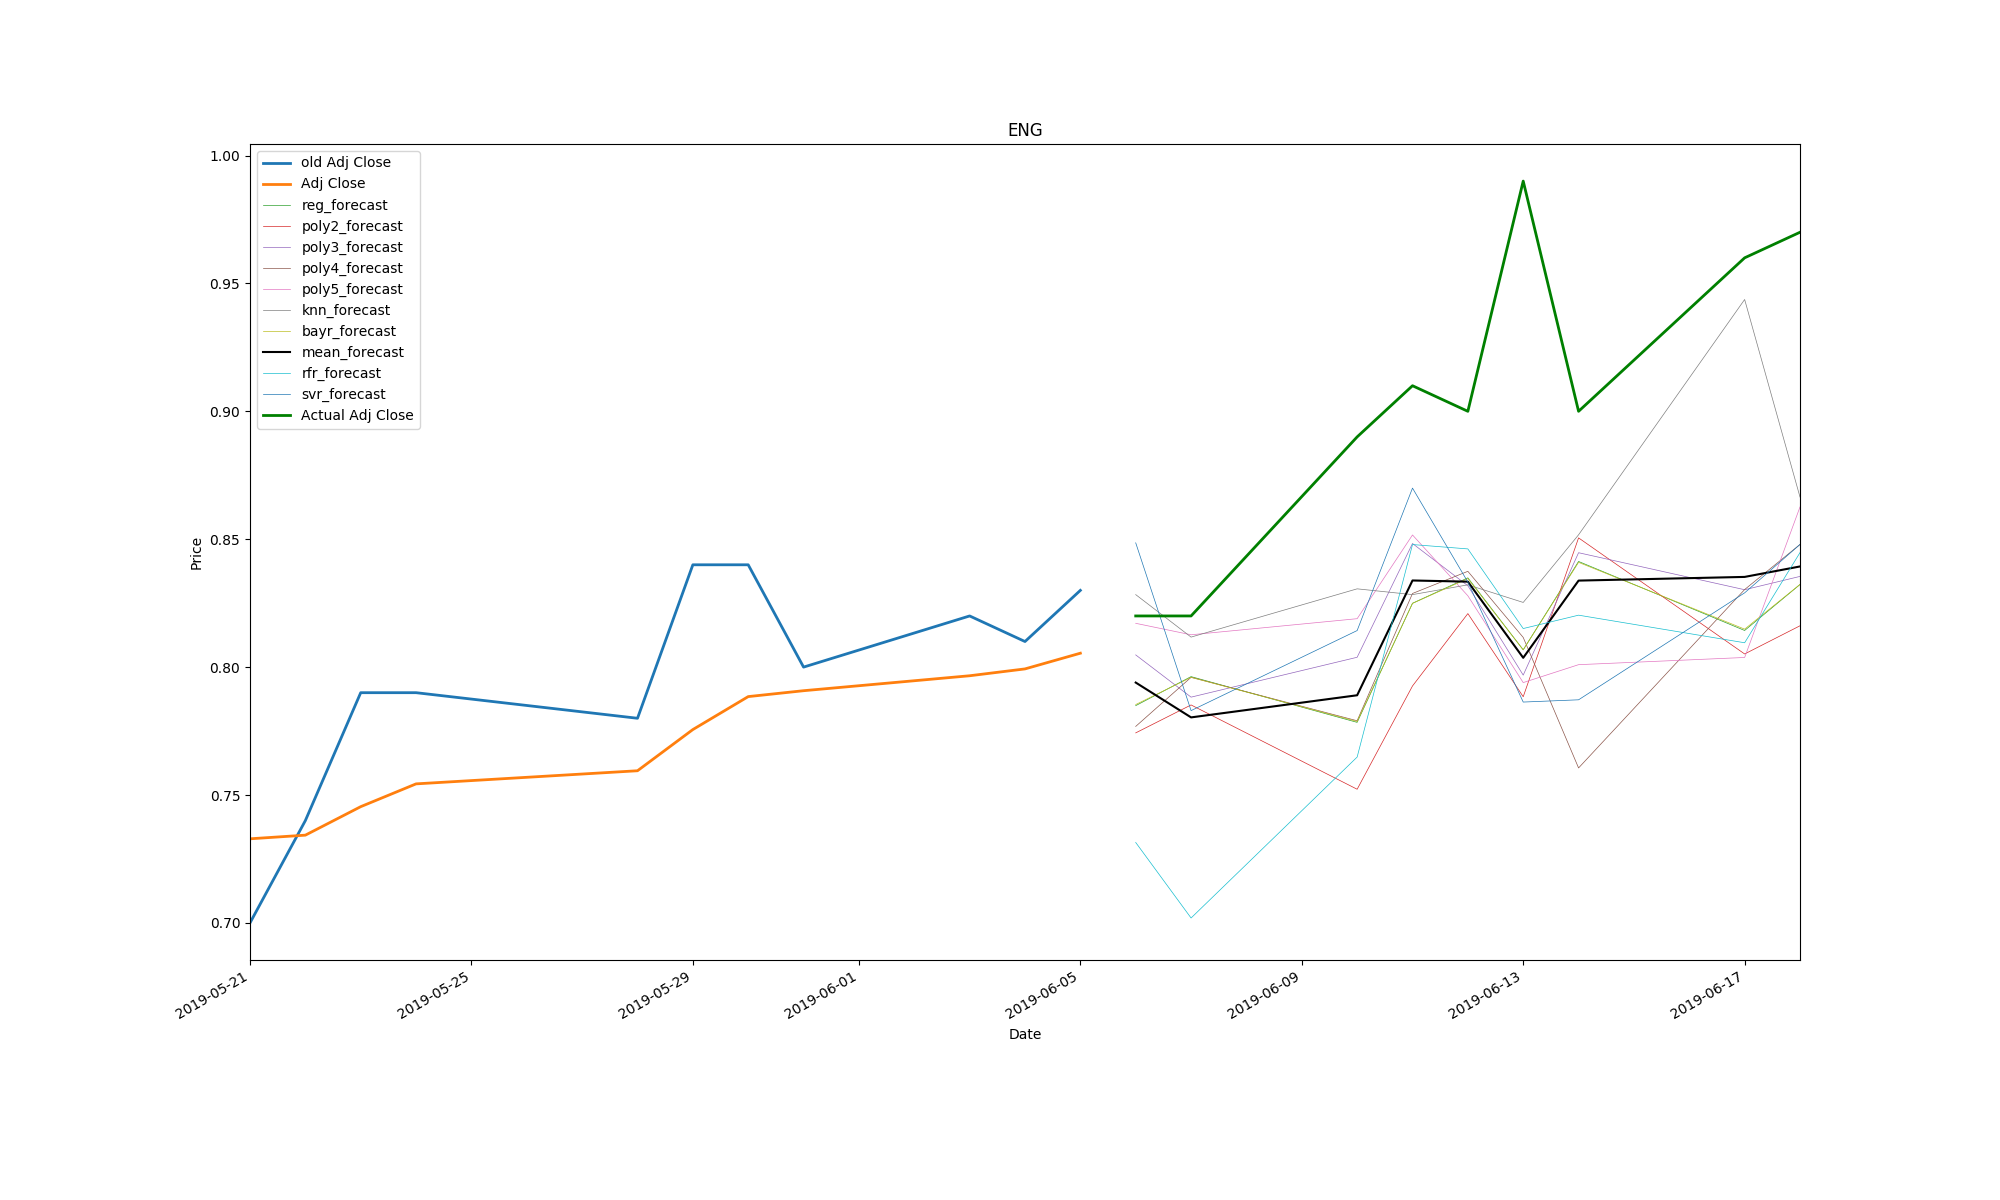 ENG
1.00
0.95
0.90
0.85
0.80
0.75
0.70
Price
old Adj Close
Adj Close
reg_forecast
poly2_forecast
poly3_forecast
poly4_forecast
poly5_forecast
knn_forecast
bayr_forecast
mean_forecast
rfr_forecast
svr_forecast
Actual Adj Close
2019-05-21
2019-05-25
2019-05-29
2019-06-01
2019-06-05
2019-06-09
2019-06-13
2019-06-17
Date